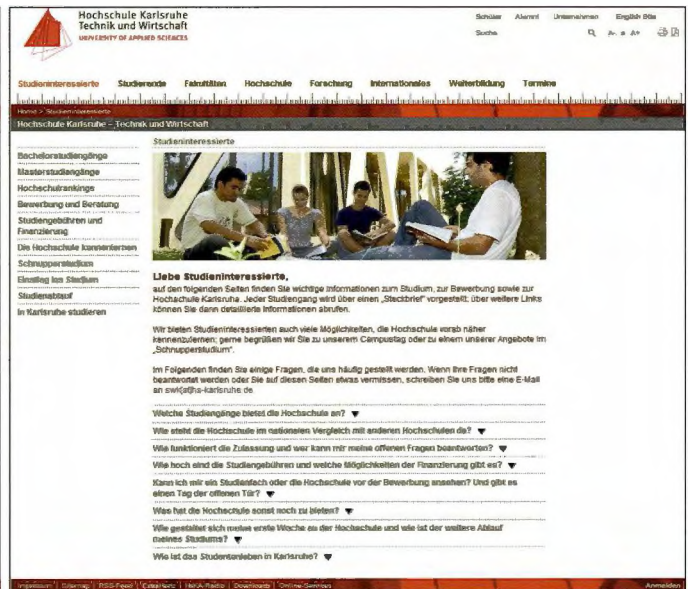 Hochschule Karlsruhe
Technik und Wirtschaft
UNIVERSITY OF APPLIED SCIENCES
Schüler Alumni Unternehmen English Site
Suche A- a A+
Studieninteressierte Studierende Fakultäten Hochschule Forschung Internationales Weiterbildung Termine
Home > Studieninteressierte
Hochschule Karlsruhe – Technik und Wirtschaft
Bachelorstudiengänge
Masterstudiengänge
Hochschulrankings
Bewerbung und Beratung
Studiengebühren und
Finanzierung
Die Hochschule kennenlernen
Schnupperstudium
Einstieg ins Studium
Studienablauf
In Karlsruhe studieren
Studieninteressierte
Liebe Studieninteressierte,
auf den folgenden Seiten finden Sie wichtige Informationen zum Studium, zur Bewerbung sowie zur
Hochschule Karlsruhe. Jeder Studiengang wird über einen „Steckbrief" vorgestellt; über weitere Links
können Sie dann detaillierte Informationen abrufen.
Wir bieten Studieninteressierten auch viele Möglichkeiten, die Hochschule vorab näher
kennenzulernen; gerne begrüßen wir Sie zu unserem Campustag oder zu einem unserer Angebote im
„Schnupperstudium".
Im Folgenden finden Sie einige Fragen, die uns häufig gestellt werden. Wenn Ihre Fragen nicht
beantwortet werden oder Sie auf diesen Seiten etwas vermissen, schreiben Sie uns bitte eine E-Mail
an swk(at)hs-karlsruhe.de
Welche Studiengänge bietet die Hochschule an? ▼
Wie steht die Hochschule im nationalen Vergleich mit anderen Hochschulen da? ▼
Wie funktioniert die Zulassung und wer kann mir meine offenen Fragen beantworten? ▼
Wie hoch sind die Studiengebühren und welche Möglichkeiten der Finanzierung gibt es? ▼
Kann ich mir ein Studienfach oder die Hochschule vor der Bewerbung ansehen? Und gibt es
einen Tag der offenen Tür? ▼
Was hat die Hochschule sonst noch zu bieten? ▼
Wie gestaltet sich meine erste Woche an der Hochschule und wie ist der weitere Ablauf
meines Studiums? ▼
Wie ist das Studentenleben in Karlsruhe? ▼
Impressum | Sitemap | RSS-Feed | Extranets | HsKA-Radio | Downloads | Online-Services Anmelden